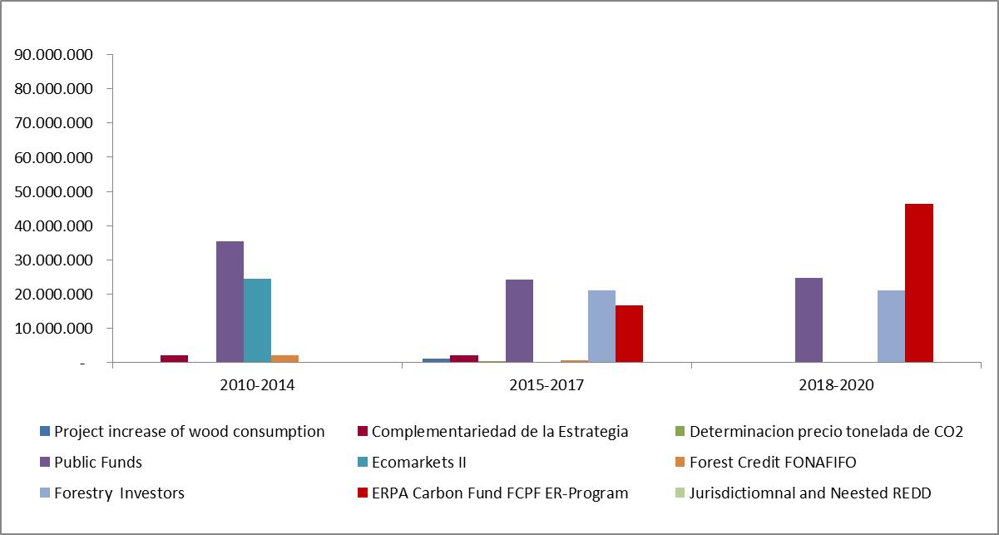 90.000.000
80.000.000
70.000.000
60.000.000
50.000.000
40.000.000
30.000.000
20.000.000
10.000.000
-
2010-2014 2015-2017 2018-2020
Project increase of wood consumption Complementariedad de la Estrategia Determinacion precio tonelada de CO2
Public Funds Ecomarkets II Forest Credit FONAFIFO
Forestry Investors ERPA Carbon Fund FCPF ER-Program Jurisdictiomnal and Neested REDD